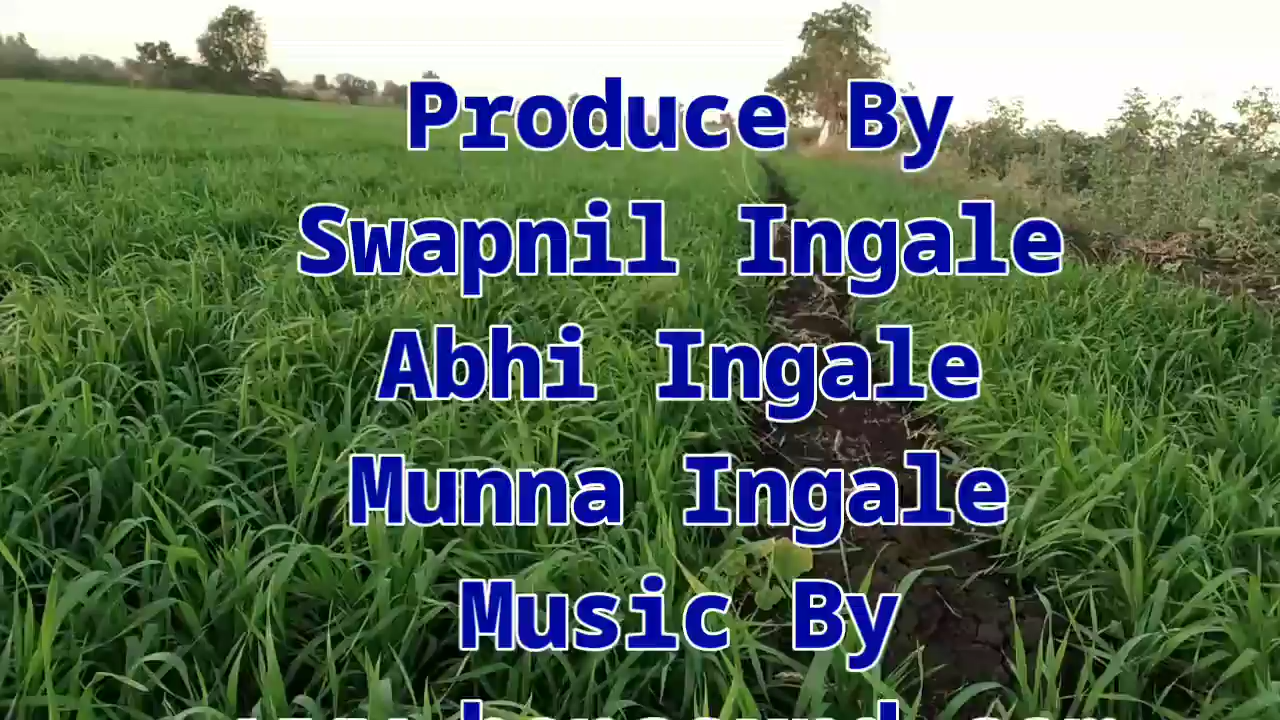 Produce By
Swapnil Ingale
Abhi Ingale
Munna Ingale
Music By